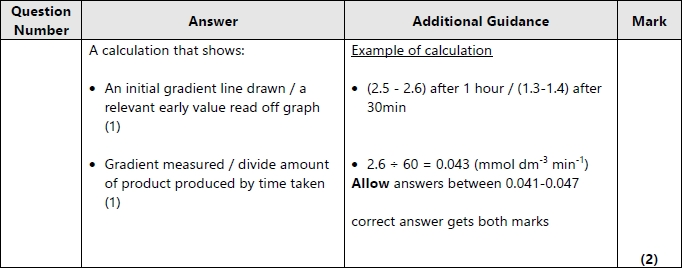 Question Number
Answer
Additional Guidance
Mark
A calculation that shows:
• An initial gradient line drawn / a
relevant early value read off graph
(1)
• Gradient measured / divide amount
of product produced by time taken
(1)
Example of calculation
• (2.5 - 2.6) after 1 hour / (1.3-1.4) after
30min
• 2.6 ÷ 60 = 0.043 (mmol dm⁻³ min⁻¹)
Allow answers between 0.041-0.047
correct answer gets both marks
(2)